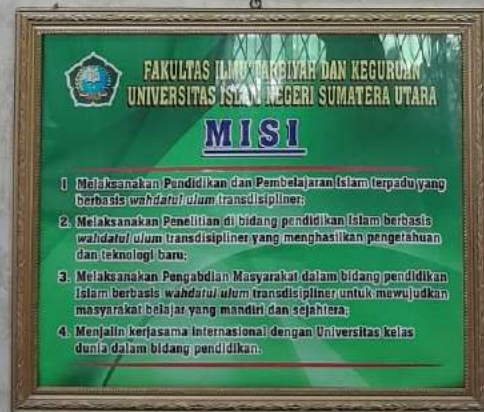 FAKULTAS ILMU TARBIYAH DAN KEGURUAN
UNIVERSITAS ISLAM NEGERI SUMATERA UTARA
MISI
1 Melaksanakan Pendidikan dan Pembelajaran Islam terpadu yang
berbasis wahdatul ulum transdisipliner;
2. Melaksanakan Penelitian di bidang pendidikan Islam berbasis
wahdatul ulum transdisipliner yang menghasilkan pengetahuan
dan teknologi baru;
3. Melaksanakan Pengabdian Masyarakat dalam bidang pendidikan
Islam berbasis wahdatul ulum transdisipliner untuk mewujudkan
masyarakat belajar yang mandiri dan sejahtera;
4. Menjalin kerjasama internasional dengan Universitas kelas
dunia dalam bidang pendidikan.